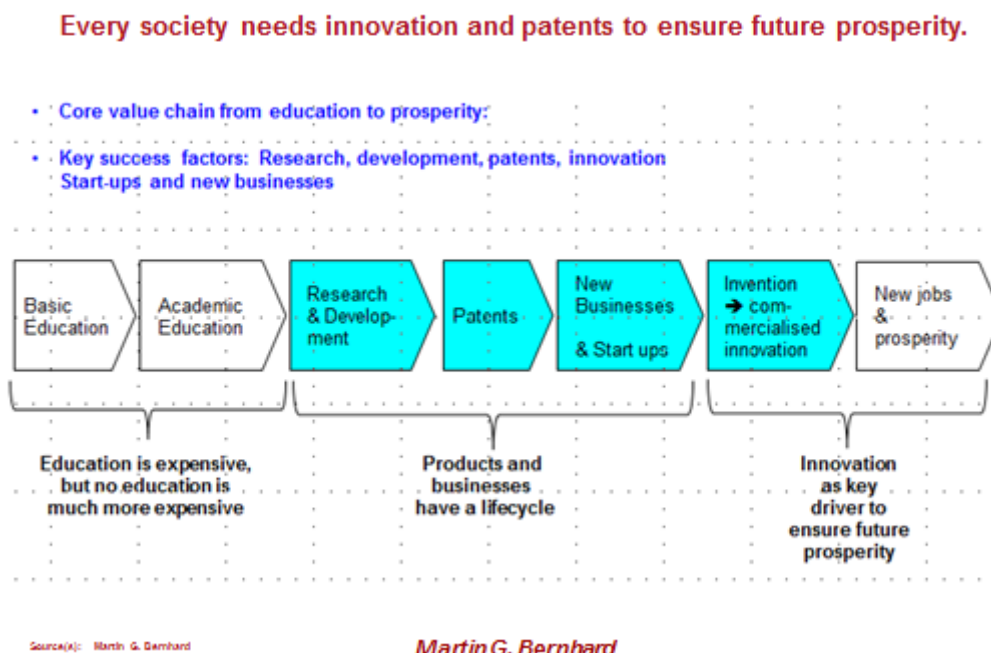 Every society needs innovation and patents to ensure future prosperity.
• Core value chain from education to prosperity:
• Key success factors: Research, development, patents, innovation
Start-ups and new businesses
Basic
Education
Academic
Education
Research
& Develop-
ment
Patents
New
Businesses
& Start ups
Invention
➔ com-
mercialised
innovation
New jobs
&
prosperity
Education is expensive,
but no education is
much more expensive
Products and
businesses
have a lifecycle
Innovation
as key
driver to
ensure future
prosperity
Source(s): Martin G. Bernhard
Martin G. Bernhard